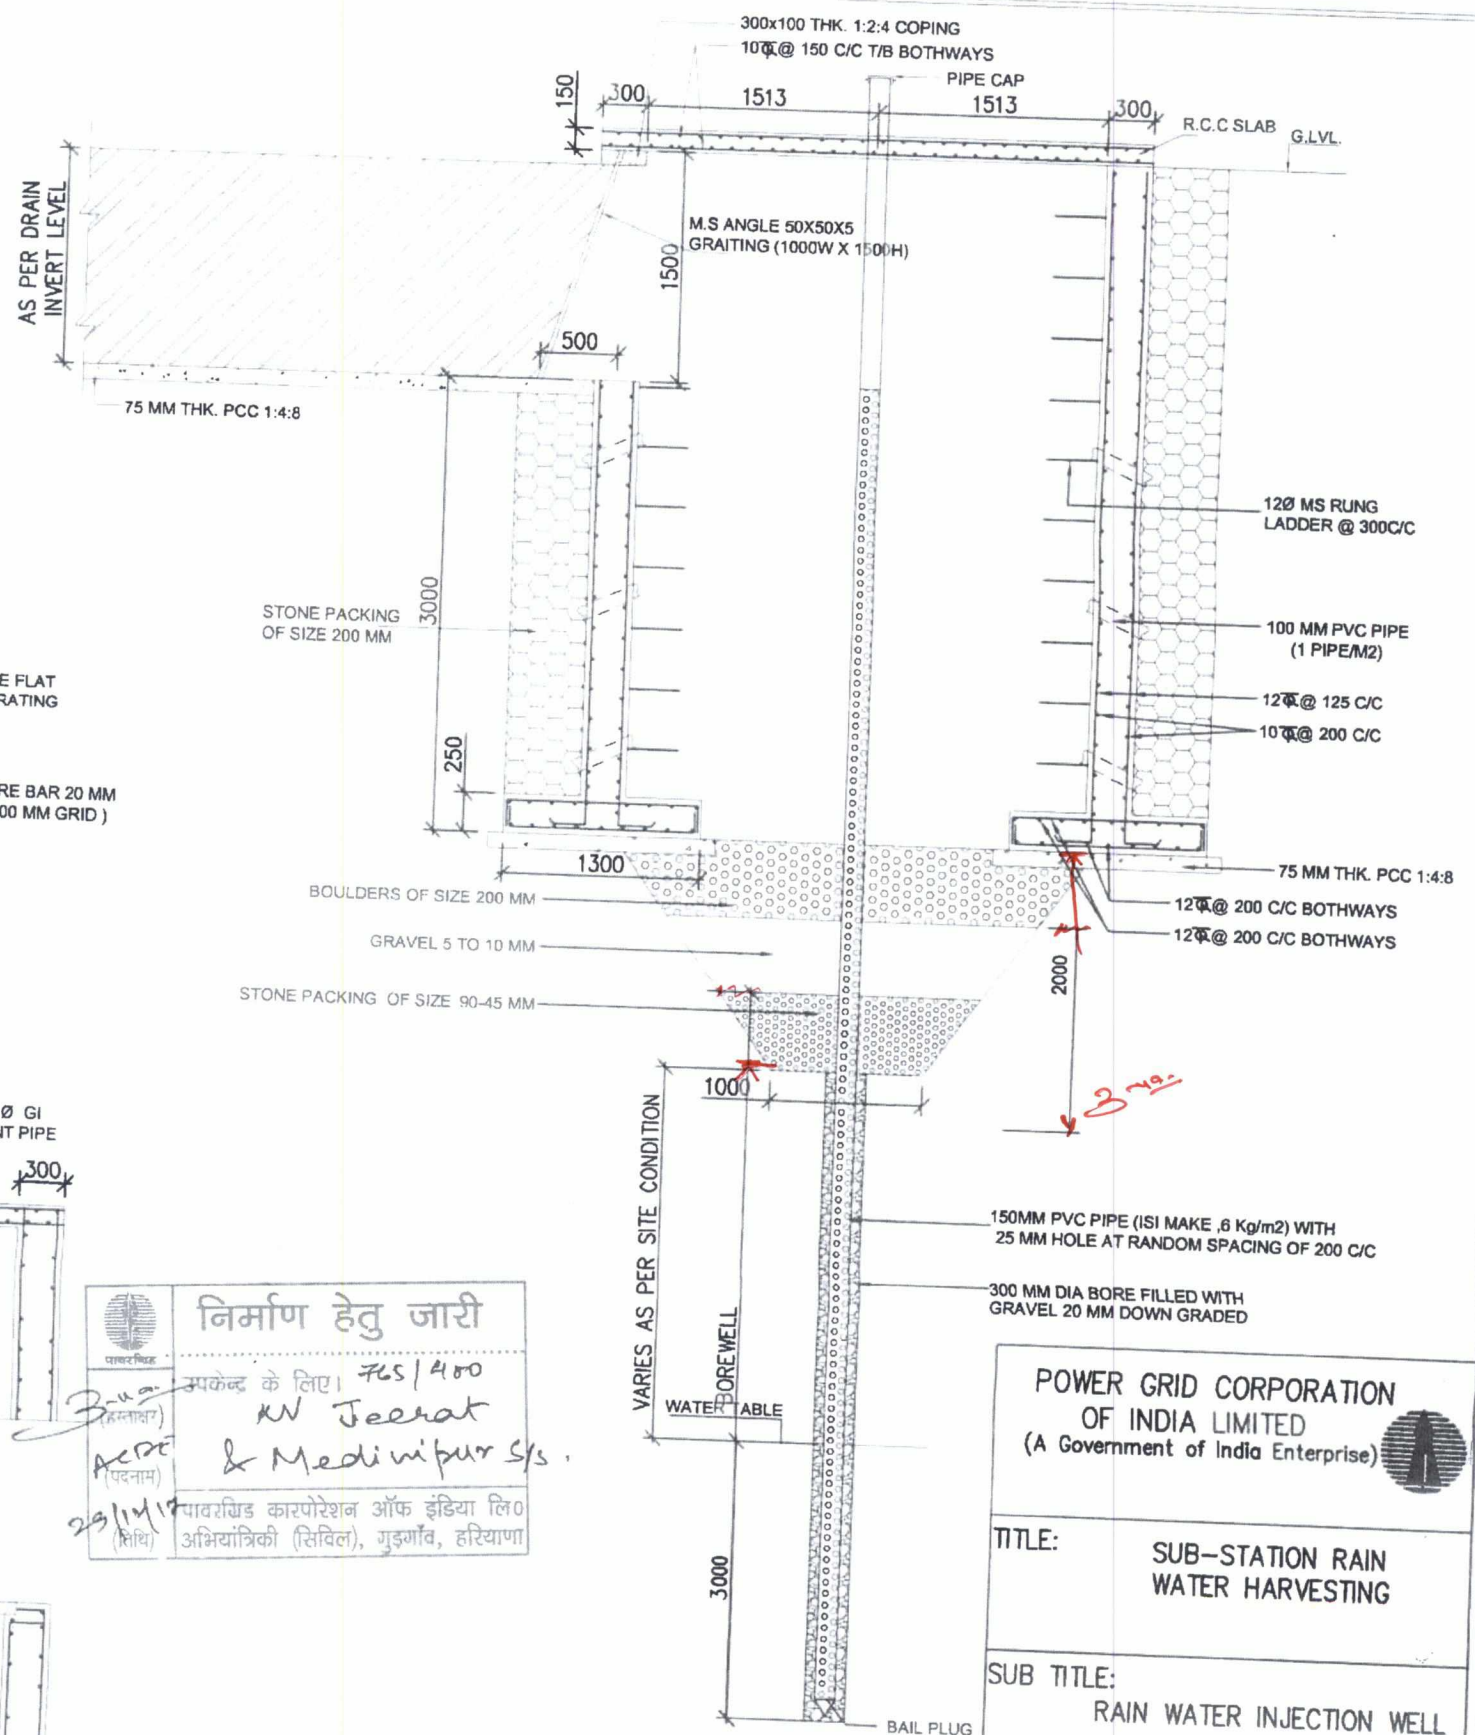 300x100 THK. 1:2:4 COPING
10Ø@ 150 C/C T/B BOTHWAYS
PIPE CAP
150
300
1513
1513
300
R.C.C SLAB
G.LVL.
AS PER DRAIN
INVERT LEVEL
M.S ANGLE 50X50X5
GRAITING (1000W X 1500H)
1500
500
75 MM THK. PCC 1:4:8
12Ø MS RUNG
LADDER @ 300C/C
3000
STONE PACKING
OF SIZE 200 MM
100 MM PVC PIPE
(1 PIPE/M2)
E FLAT
RATING
12Ø@ 125 C/C
10Ø@ 200 C/C
250
RE BAR 20 MM
00 MM GRID )
1300
75 MM THK. PCC 1:4:8
BOULDERS OF SIZE 200 MM
12Ø@ 200 C/C BOTHWAYS
12Ø@ 200 C/C BOTHWAYS
GRAVEL 5 TO 10 MM
2000
STONE PACKING OF SIZE 90-45 MM
1000
Ø GI
NT PIPE
300
VARIES AS PER SITE CONDITION
150MM PVC PIPE (ISI MAKE ,6 Kg/m2) WITH
25 MM HOLE AT RANDOM SPACING OF 200 C/C
300 MM DIA BORE FILLED WITH
GRAVEL 20 MM DOWN GRADED
BOREWELL
WATER TABLE
3000
BAIL PLUG
पावरग्रिड
निर्माण हेतु जारी
उपकेन्द्र के लिए। 765/400
KV Jeerat
& Medinipur S/s.
(हस्ताक्षर)
(पदनाम)
(तिथि)
पावरग्रिड कारपोरेशन ऑफ इंडिया लि०
अभियांत्रिकी (सिविल), गुड़गाँव, हरियाणा
POWER GRID CORPORATION
OF INDIA LIMITED
(A Government of India Enterprise)
TITLE:
SUB-STATION RAIN
WATER HARVESTING
SUB TITLE:
RAIN WATER INJECTION WELL